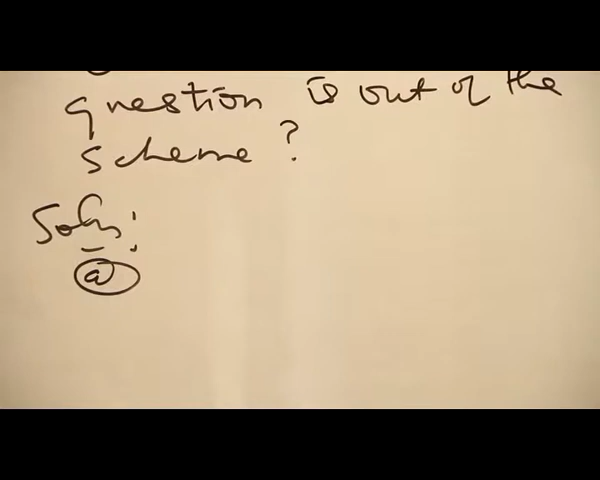 question is out of the
scheme ?
Soln:
a